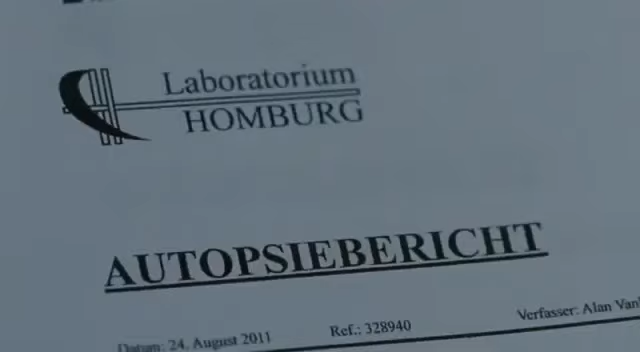 Laboratorium
HOMBURG
AUTOPSIEBERICHT
Datum: 24. August 2011 Ref.: 328940 Verfasser: Alan